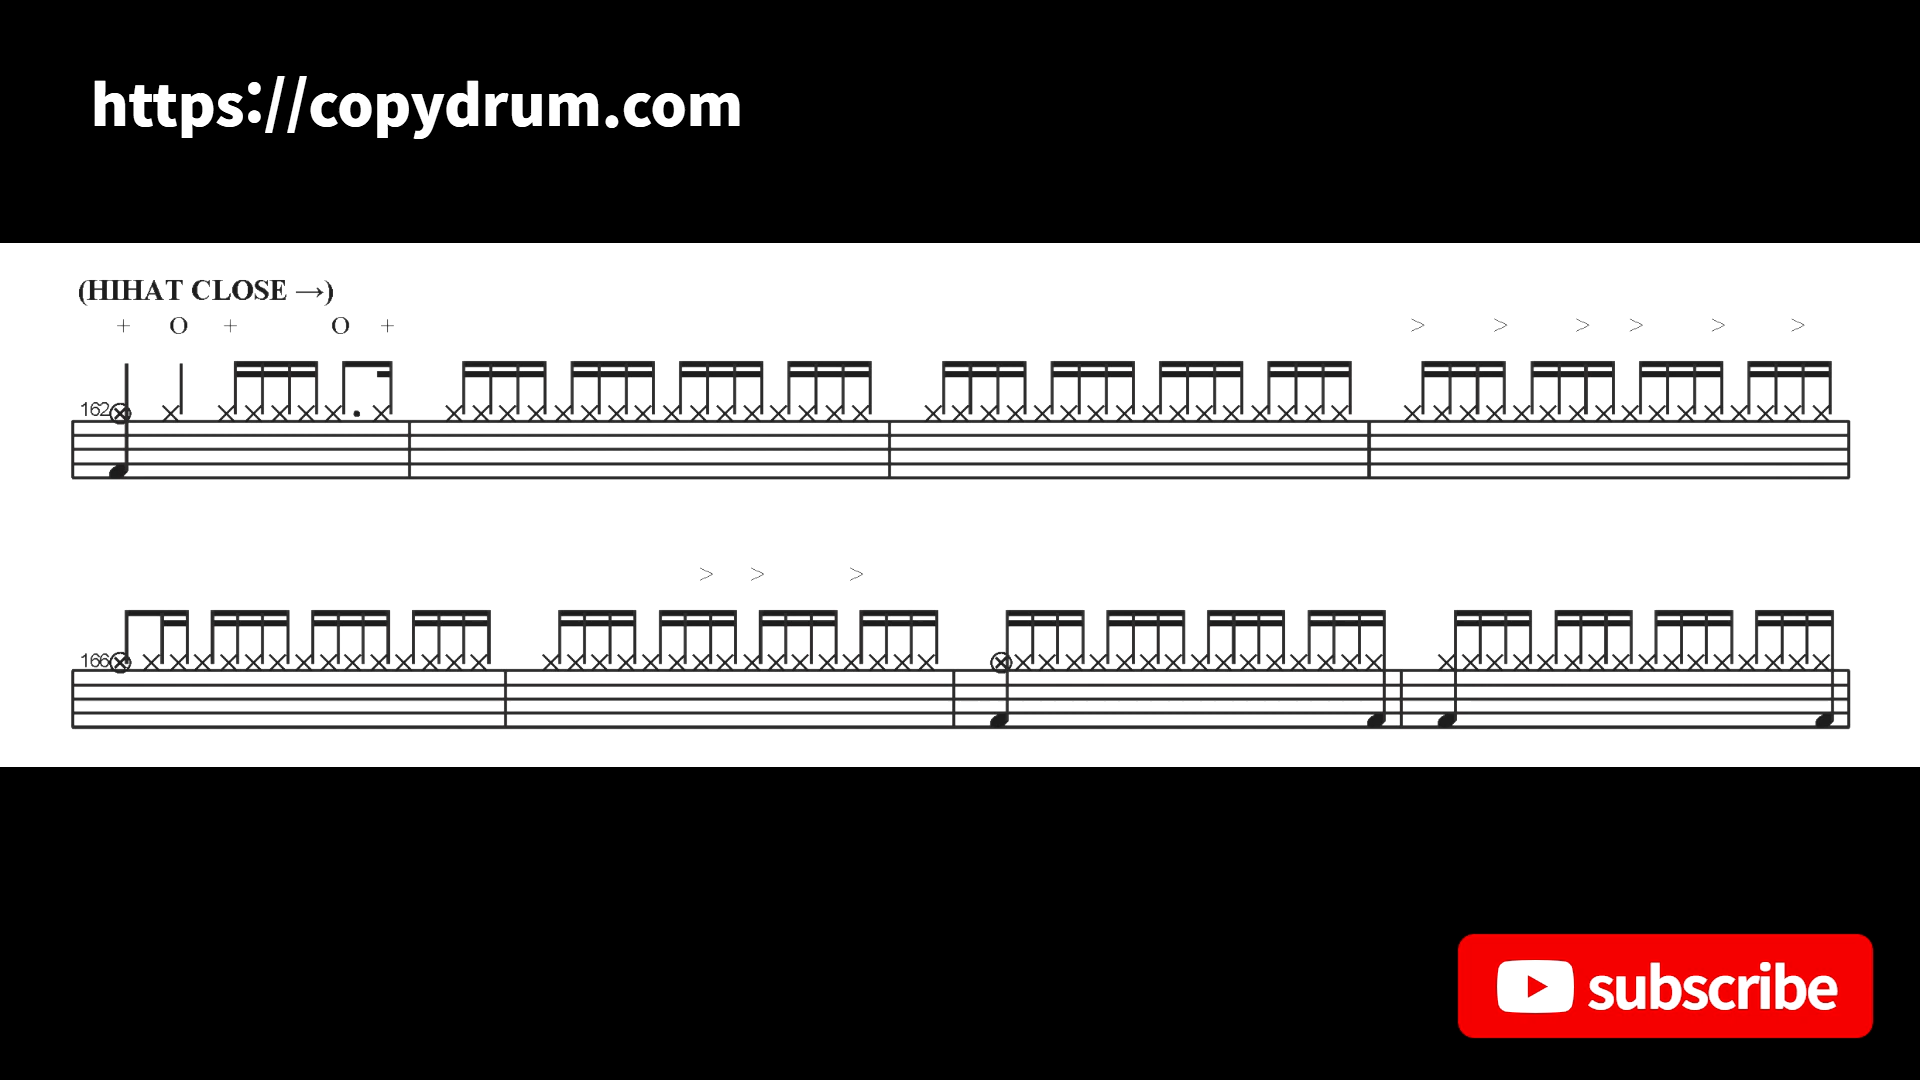 https://copydrum.com
(HIHAT CLOSE →)
+ O + O +
> > > > > >
162
> > >
166
subscribe